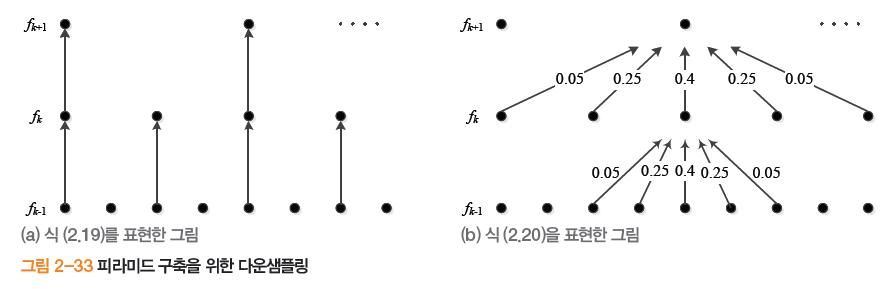 fk+1 ····
fk
fk-1
(a) 식 (2.19)를 표현한 그림
fk+1 ····
0.05 0.25 0.4 0.25 0.05
fk
0.05 0.25 0.4 0.25 0.05
fk-1
(b) 식 (2.20)을 표현한 그림
그림 2-33 피라미드 구축을 위한 다운샘플링